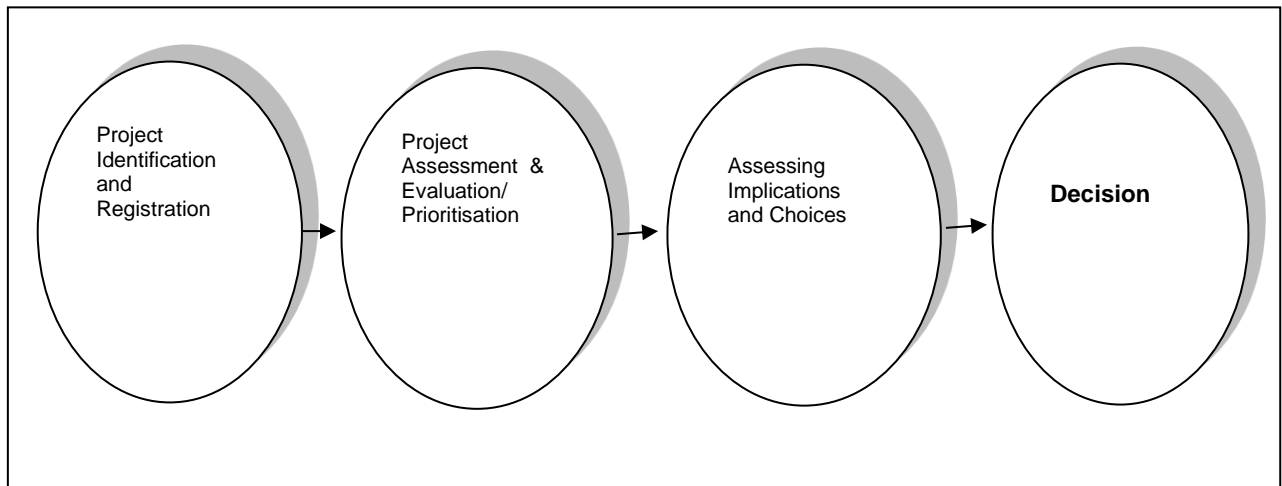 Project
Identification
and
Registration
Project
Assessment &
Evaluation/
Prioritisation
Assessing
Implications
and Choices
Decision